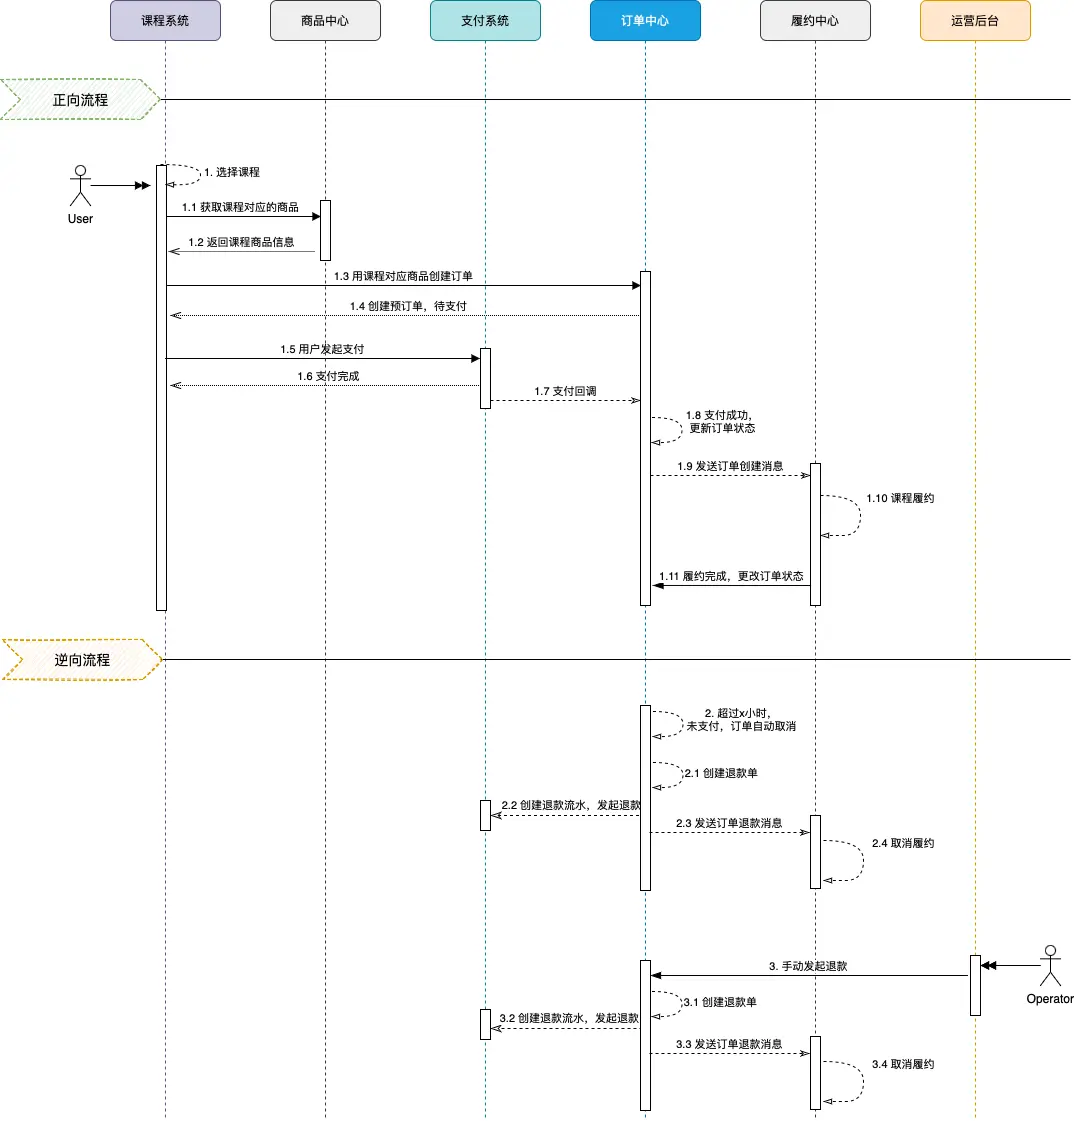 课程系统
商品中心
支付系统
订单中心
履约中心
运营后台
正向流程
1. 选择课程
User
1.1 获取课程对应的商品
1.2 返回课程商品信息
1.3 用课程对应商品创建订单
1.4 创建预订单，待支付
1.5 用户发起支付
1.6 支付完成
1.7 支付回调
1.8 支付成功，
更新订单状态
1.9 发送订单创建消息
1.10 课程履约
1.11 履约完成，更改订单状态
逆向流程
2. 超过x小时，
未支付，订单自动取消
2.1 创建退款单
2.2 创建退款流水，发起退款
2.3 发送订单退款消息
2.4 取消履约
3. 手动发起退款
Operator
3.1 创建退款单
3.2 创建退款流水，发起退款
3.3 发送订单退款消息
3.4 取消履约